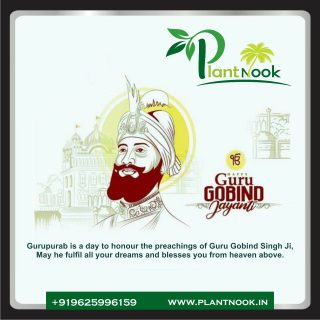 PlantNook
ੴ
HAPPY
Guru
GOBIND
Jayanti
Gurupurab is a day to honour the preachings of Guru Gobind Singh Ji,
May he fulfil all your dreams and blesses you from heaven above.
+919625996159
WWW.PLANTNOOK.IN